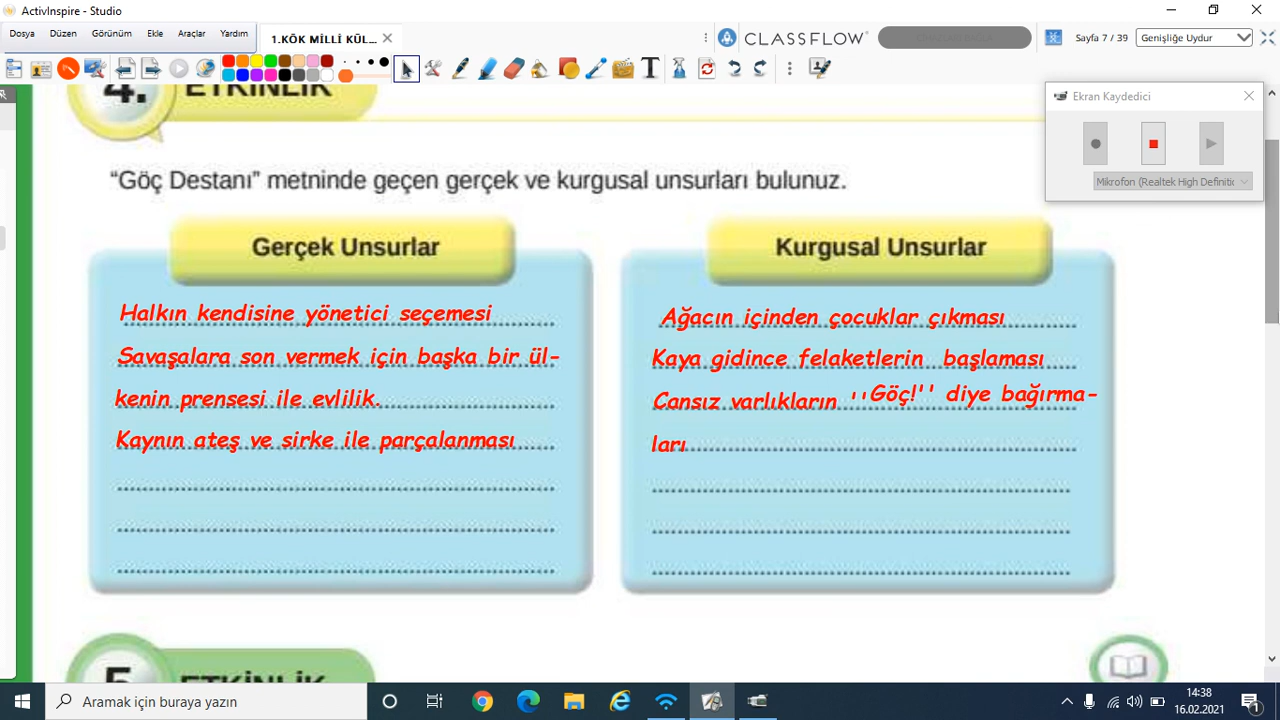 ActivInspire - Studio
Dosya Düzen Görünüm Ekle Araçlar Yardım
1.KÖK MİLLİ KÜL...
CLASSFLOW
Sayfa 7 / 39
Genişliğe Uydur
4. ETKİNLİK
Ekran Kaydedici
Mikrofon (Realtek High Definitic
"Göç Destanı" metninde geçen gerçek ve kurgusal unsurları bulunuz.
Gerçek Unsurlar
Halkın kendisine yönetici seçemesi
Savaşalara son vermek için başka bir ül-
kenin prensesi ile evlilik.
Kaynın ateş ve sirke ile parçalanması
Kurgusal Unsurlar
Ağacın içinden çocuklar çıkması
Kaya gidince felaketlerin başlaması
Cansız varlıkların ''Göç!'' diye bağırma-
ları
5. ETKİNLİK
Aramak için buraya yazın
14:38
16.02.2021
1